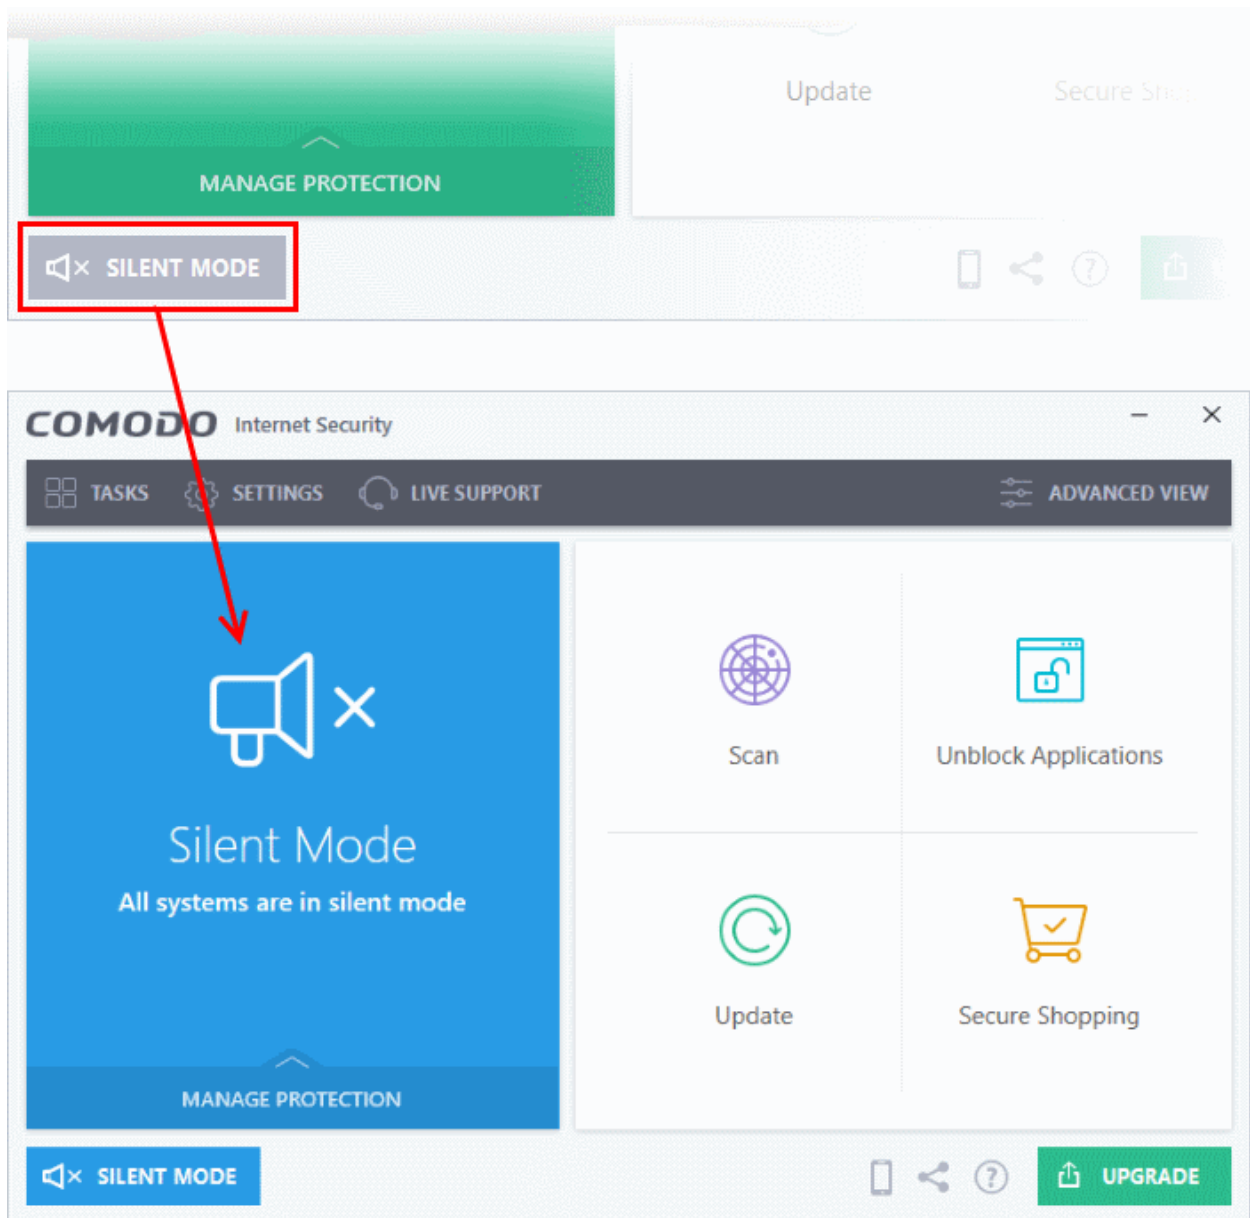 Update
Secure
MANAGE PROTECTION
SILENT MODE
COMODO Internet Security
TASKS SETTINGS LIVE SUPPORT ADVANCED VIEW
Scan
Unblock Applications
Silent Mode
All systems are in silent mode
Update
Secure Shopping
MANAGE PROTECTION
SILENT MODE
? UPGRADE